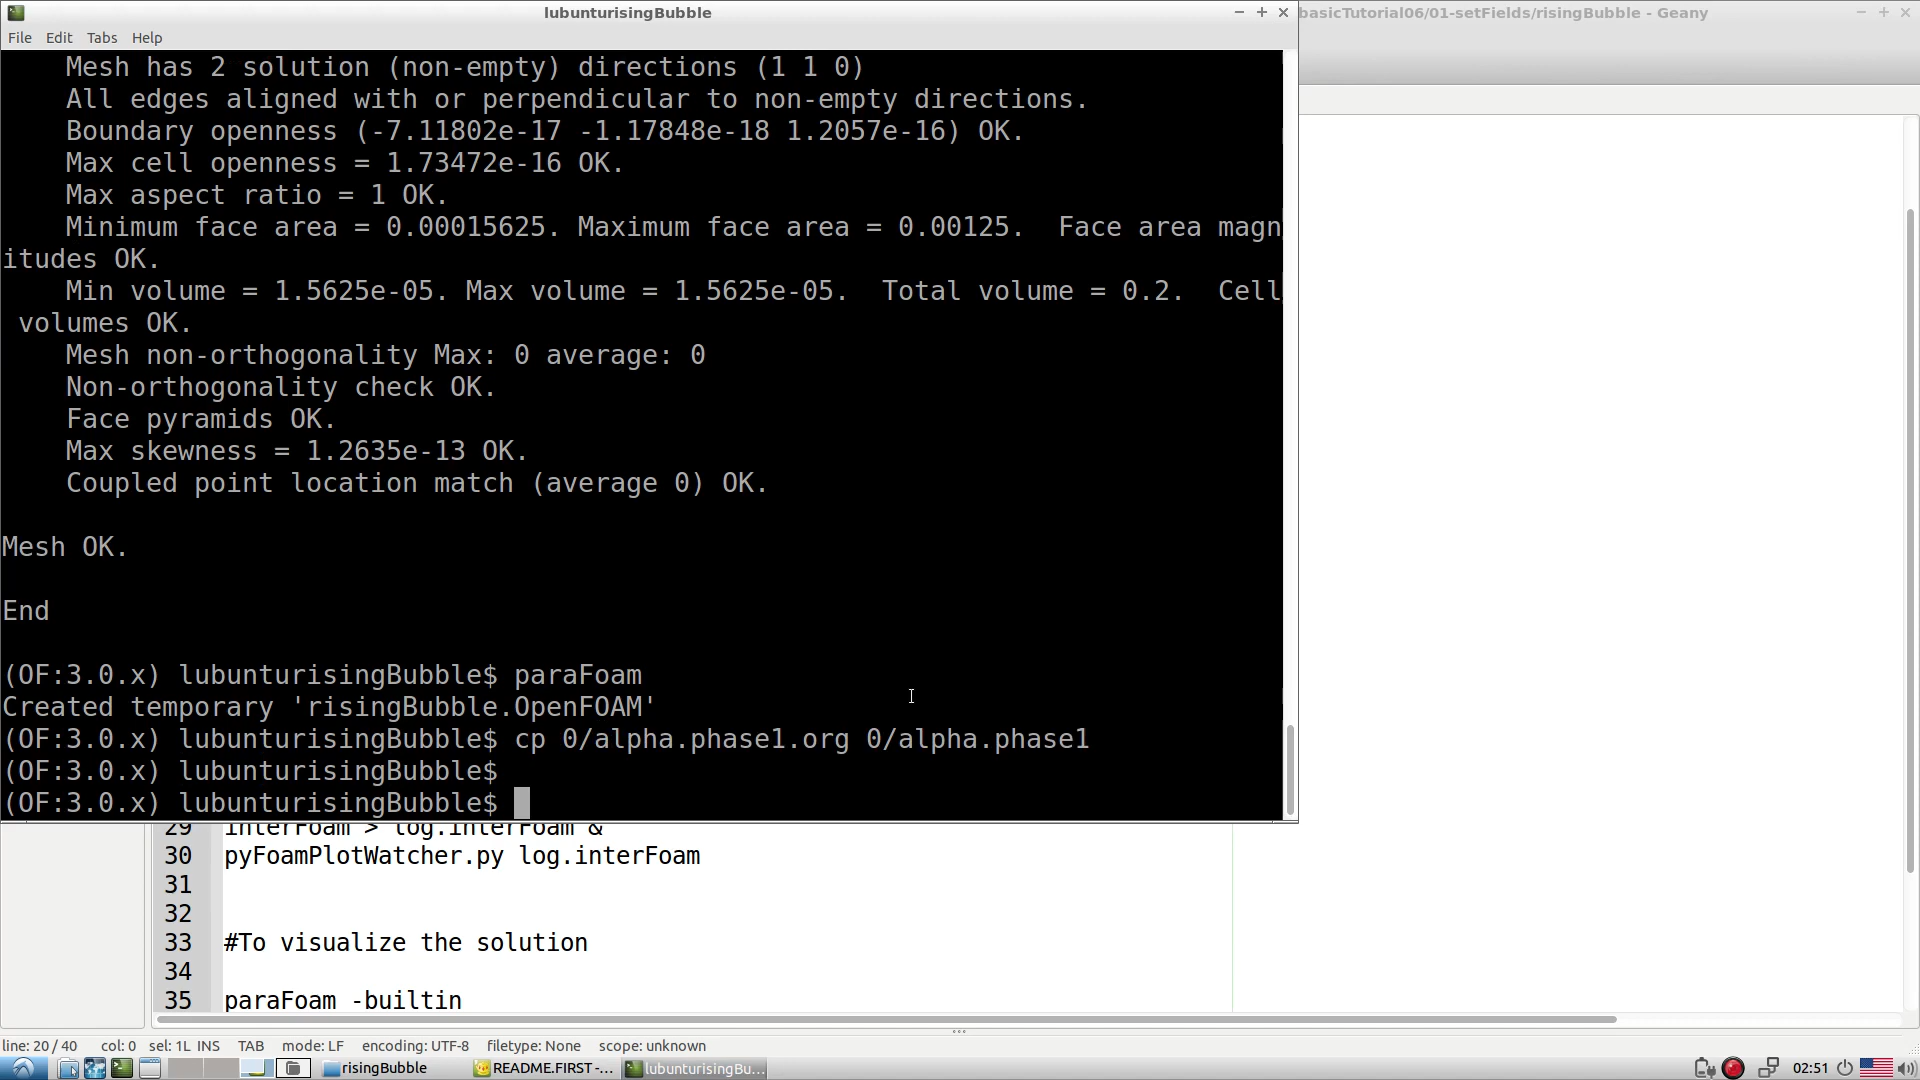 lubunturisingBubble
basicTutorial06/01-setFields/risingBubble - Geany
File Edit Tabs Help
Mesh has 2 solution (non-empty) directions (1 1 0)
All edges aligned with or perpendicular to non-empty directions.
Boundary openness (-7.11802e-17 -1.17848e-18 1.2057e-16) OK.
Max cell openness = 1.73472e-16 OK.
Max aspect ratio = 1 OK.
Minimum face area = 0.00015625. Maximum face area = 0.00125.  Face area magn
itudes OK.
Min volume = 1.5625e-05. Max volume = 1.5625e-05.  Total volume = 0.2.  Cell
volumes OK.
Mesh non-orthogonality Max: 0 average: 0
Non-orthogonality check OK.
Face pyramids OK.
Max skewness = 1.2635e-13 OK.
Coupled point location match (average 0) OK.
Mesh OK.
End
(OF:3.0.x) lubunturisingBubble$ paraFoam
Created temporary 'risingBubble.OpenFOAM'
(OF:3.0.x) lubunturisingBubble$ cp 0/alpha.phase1.org 0/alpha.phase1
(OF:3.0.x) lubunturisingBubble$
(OF:3.0.x) lubunturisingBubble$
29 interFoam > log.interFoam &
30 pyFoamPlotWatcher.py log.interFoam
31
32
33 #To visualize the solution
34
35 paraFoam -builtin
line: 20 / 40 col: 0 sel: 1L INS TAB mode: LF encoding: UTF-8 filetype: None scope: unknown
risingBubble README.FIRST -... lubunturisingBu... 02:51